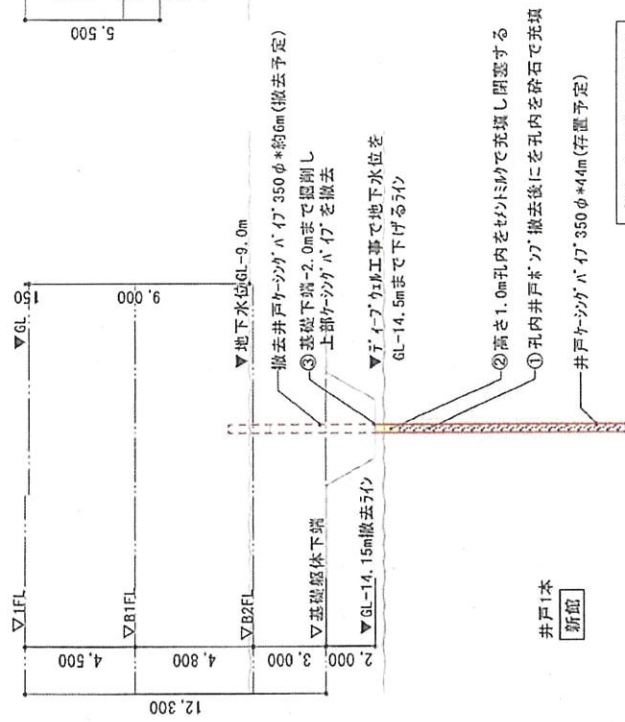 5,500
▼GL
150
9,000
▼地下水位GL-9.0m
撤去井戸ケーシングパイプ350φ*約6m(撤去予定)
③基礎下端-2.0mまで掘削し
上部ケーシングパイプを撤去
▼ディープウェル工事で地下水位を
GL-14.5mまで下げるライン
②高さ1.0m孔内をセメントミルクで充填し閉塞する
①孔内井戸ポンプ撤去後にを孔内を砕石で充填
井戸ケーシングパイプ350φ*44m(存置予定)
▽1FL
▽B1FL
▽B2FL
▽基礎躯体下端
▼GL-14.15m撤去ライン
4,500
4,800
3,000
2,000
12,300
井戸1本
新館